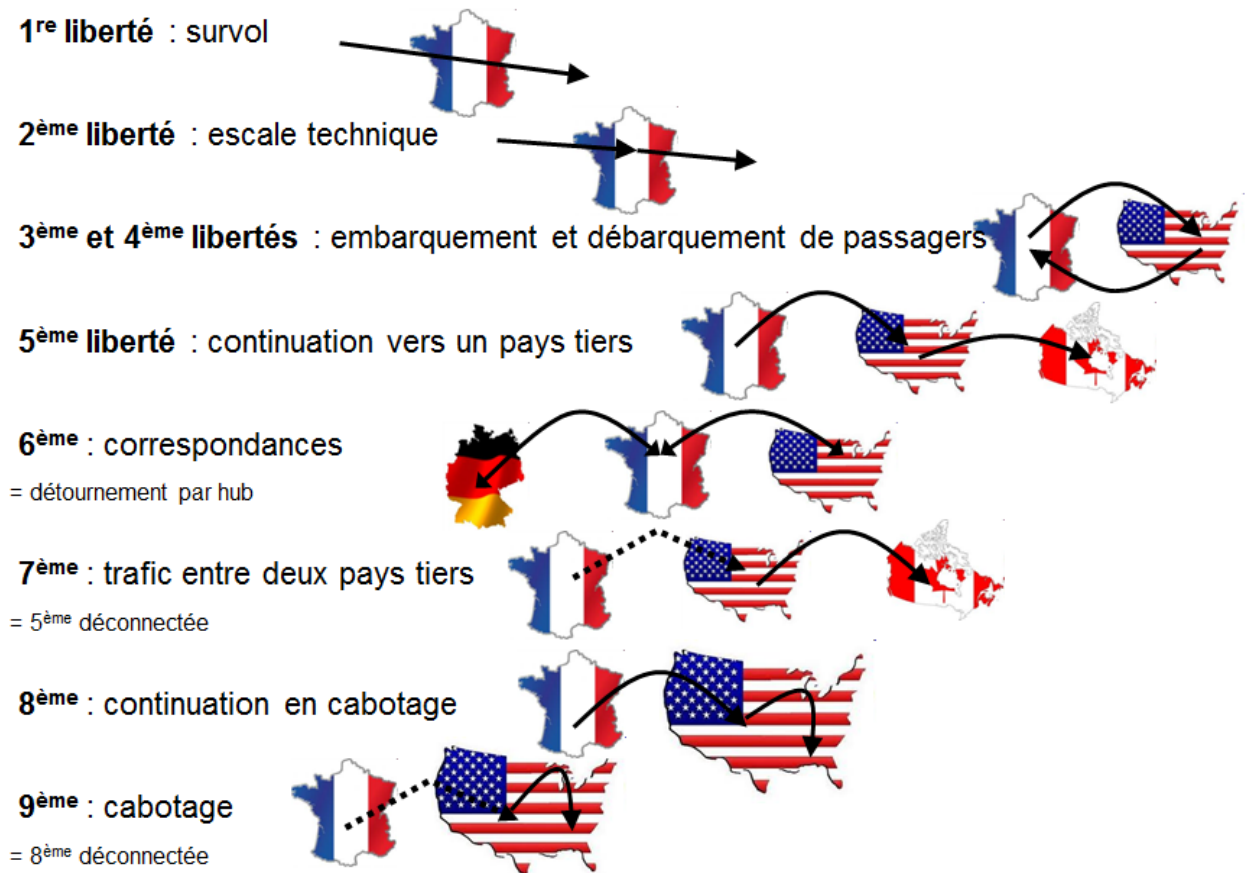 1re liberté : survol
2ème liberté : escale technique
3ème et 4ème libertés : embarquement et débarquement de passagers
5ème liberté : continuation vers un pays tiers
6ème : correspondances
= détournement par hub
7ème : trafic entre deux pays tiers
= 5ème déconnectée
8ème : continuation en cabotage
9ème : cabotage
= 8ème déconnectée